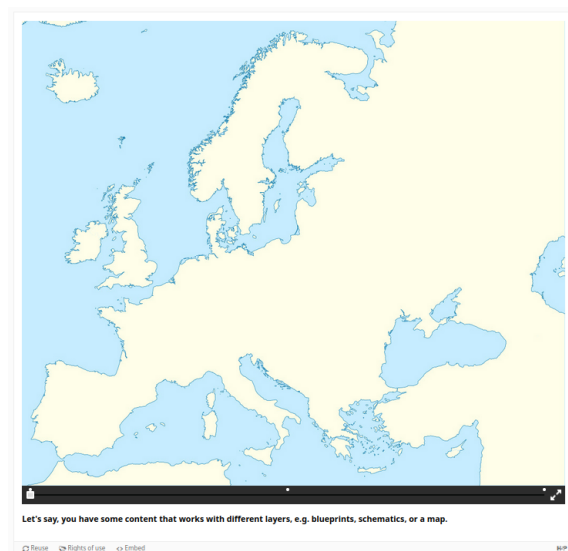 Let's say, you have some content that works with different layers, e.g. blueprints, schematics, or a map.
Reuse Rights of use Embed H5P